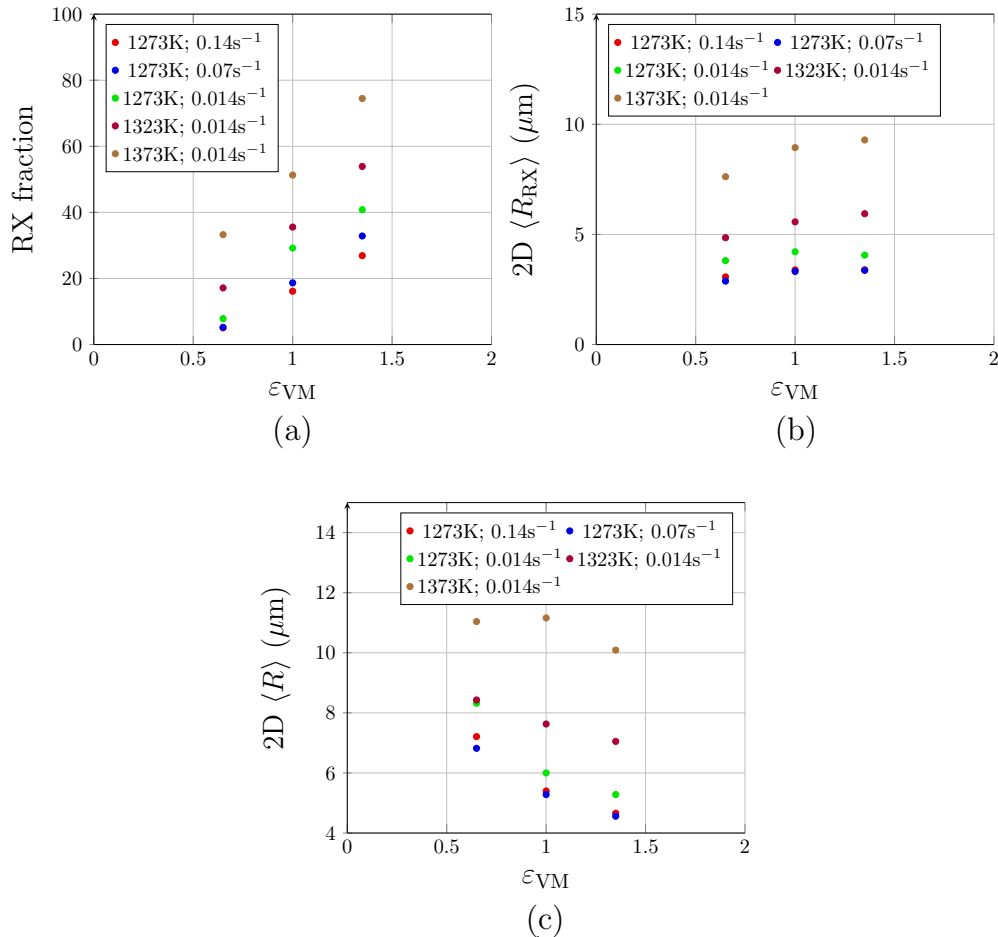 100
80
60
40
20
0
RX fraction
1273K; 0.14s⁻¹
1273K; 0.07s⁻¹
1273K; 0.014s⁻¹
1323K; 0.014s⁻¹
1373K; 0.014s⁻¹
0 0.5 1 1.5 2
ε_VM
(a)
15
10
5
0
2D ⟨R_RX⟩ (μm)
1273K; 0.14s⁻¹ 1273K; 0.07s⁻¹
1273K; 0.014s⁻¹ 1323K; 0.014s⁻¹
1373K; 0.014s⁻¹
0 0.5 1 1.5 2
ε_VM
(b)
14
12
10
8
6
4
2D ⟨R⟩ (μm)
1273K; 0.14s⁻¹ 1273K; 0.07s⁻¹
1273K; 0.014s⁻¹ 1323K; 0.014s⁻¹
1373K; 0.014s⁻¹
0 0.5 1 1.5 2
ε_VM
(c)